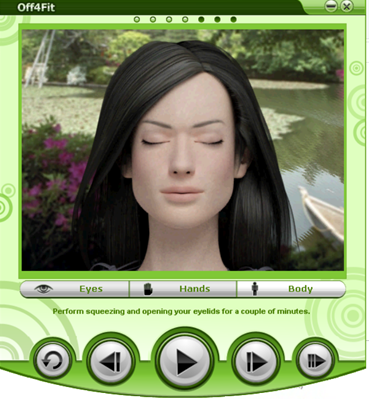 Off4Fit
Eyes Hands Body
Perform squeezing and opening your eyelids for a couple of minutes.